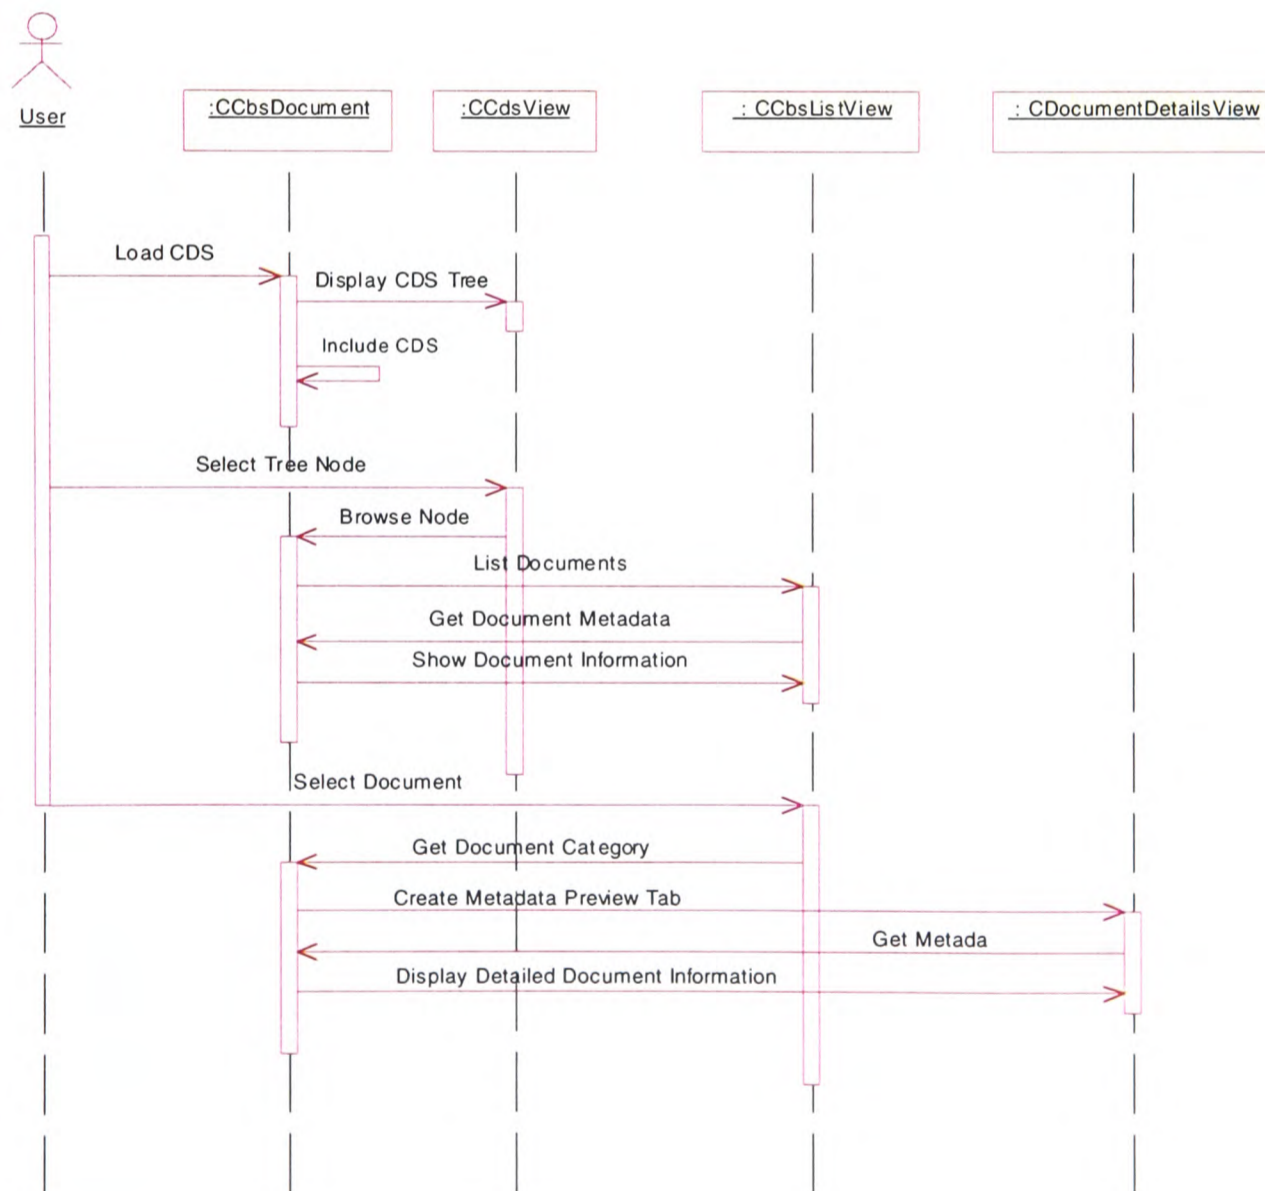 User
:CCbsDocument
:CCdsView
: CCbsListView
: CDocumentDetailsView
Load CDS
Display CDS Tree
Include CDS
Select Tree Node
Browse Node
List Documents
Get Document Metadata
Show Document Information
Select Document
Get Document Category
Create Metadata Preview Tab
Get Metada
Display Detailed Document Information